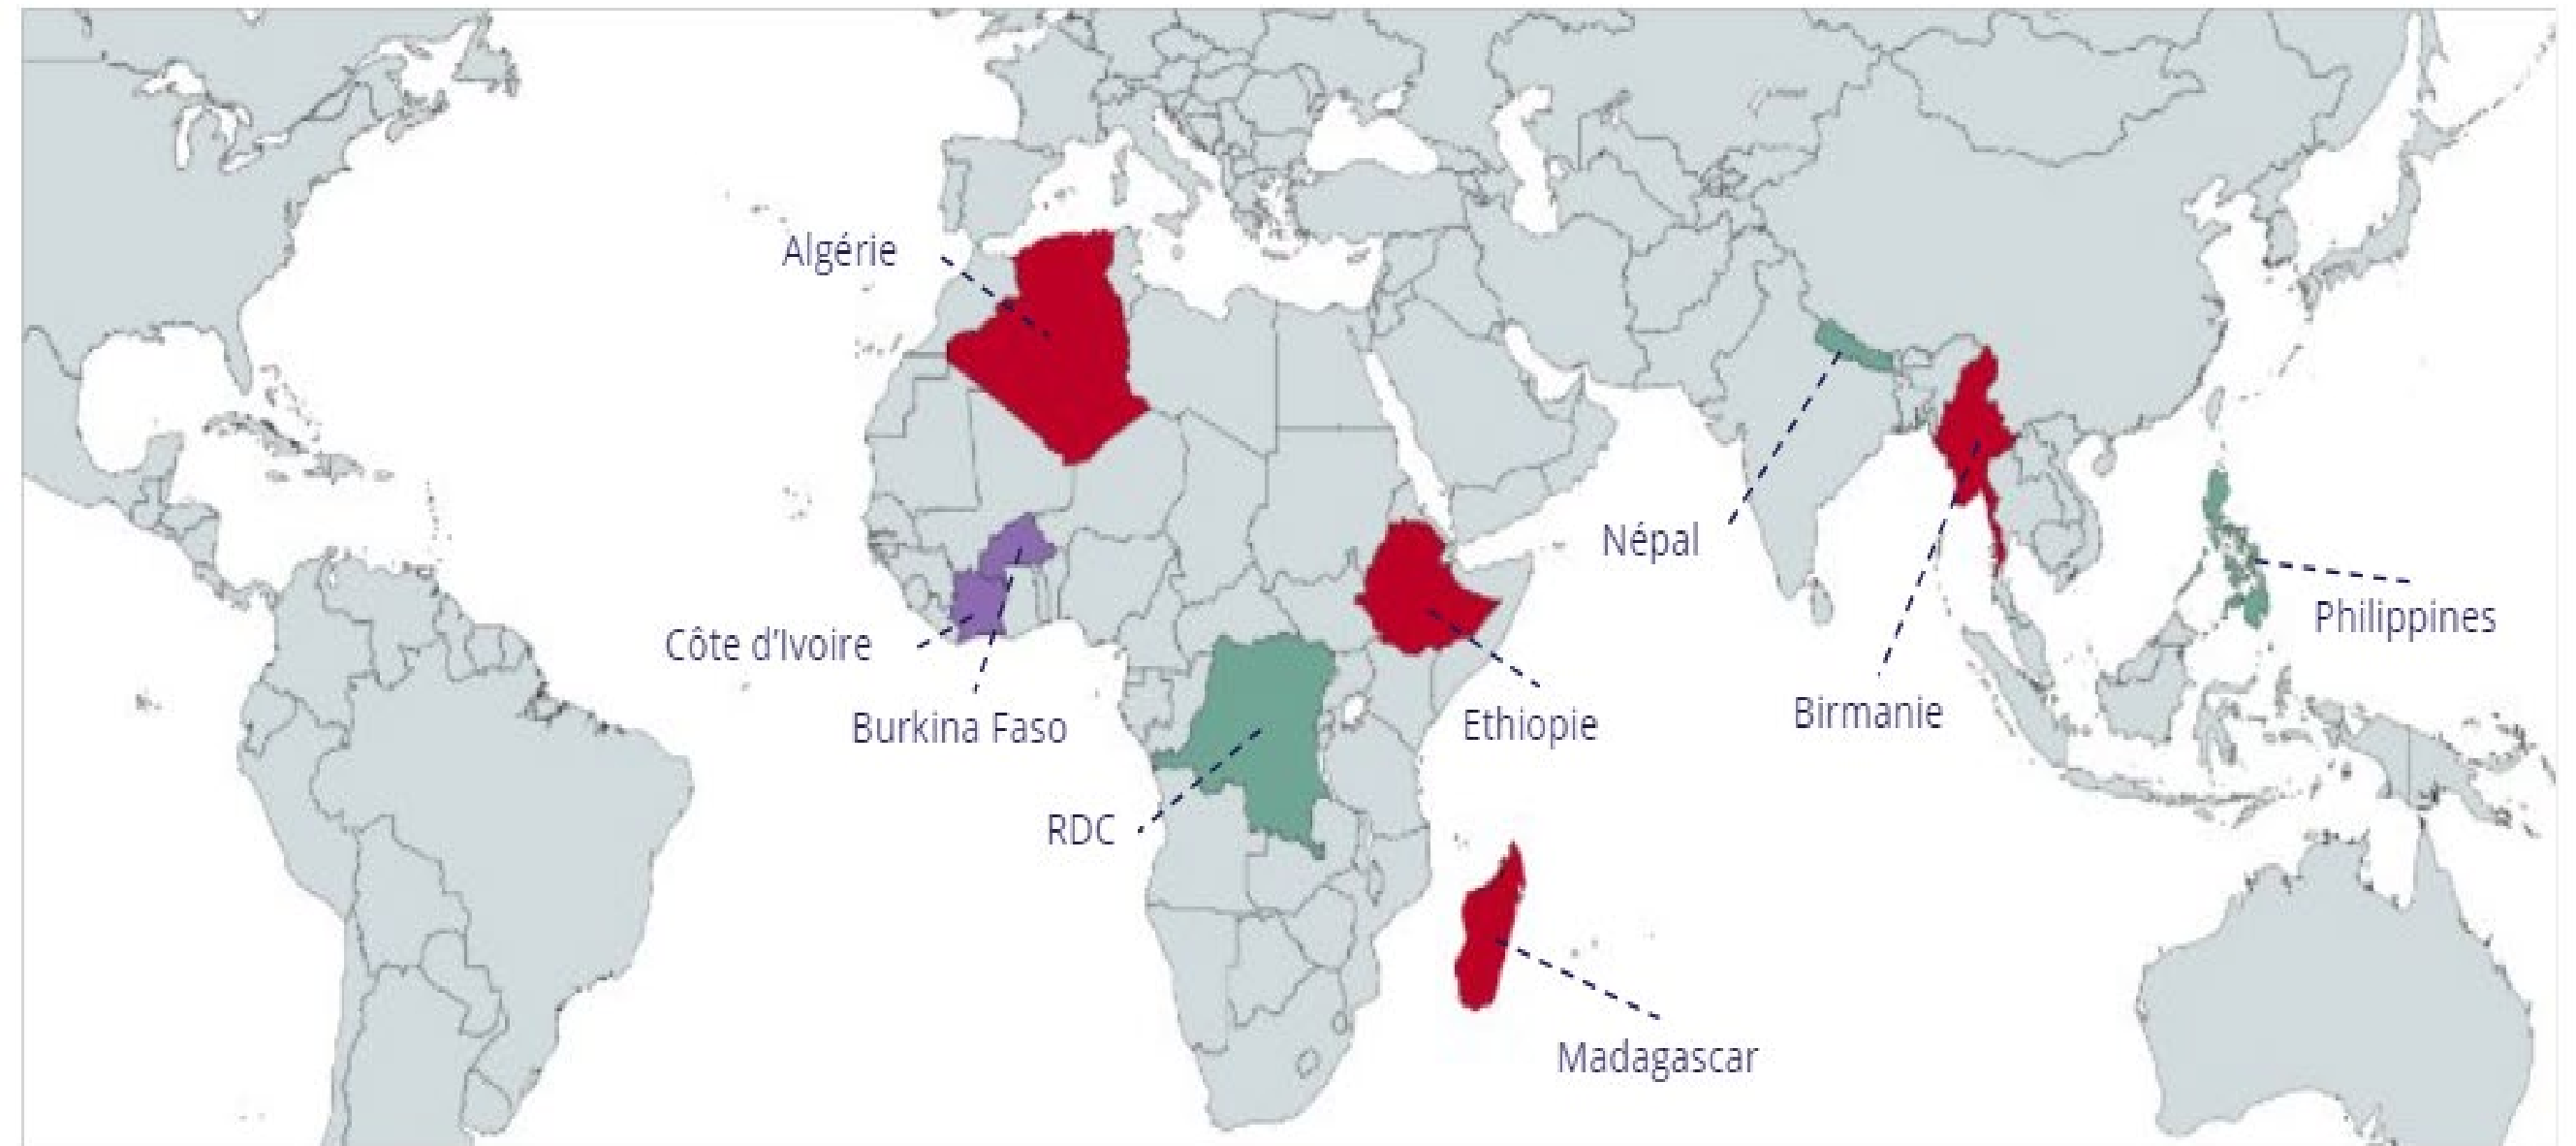 Algérie
Népal
Philippines
Côte d'Ivoire
Burkina Faso
Ethiopie
Birmanie
RDC
Madagascar